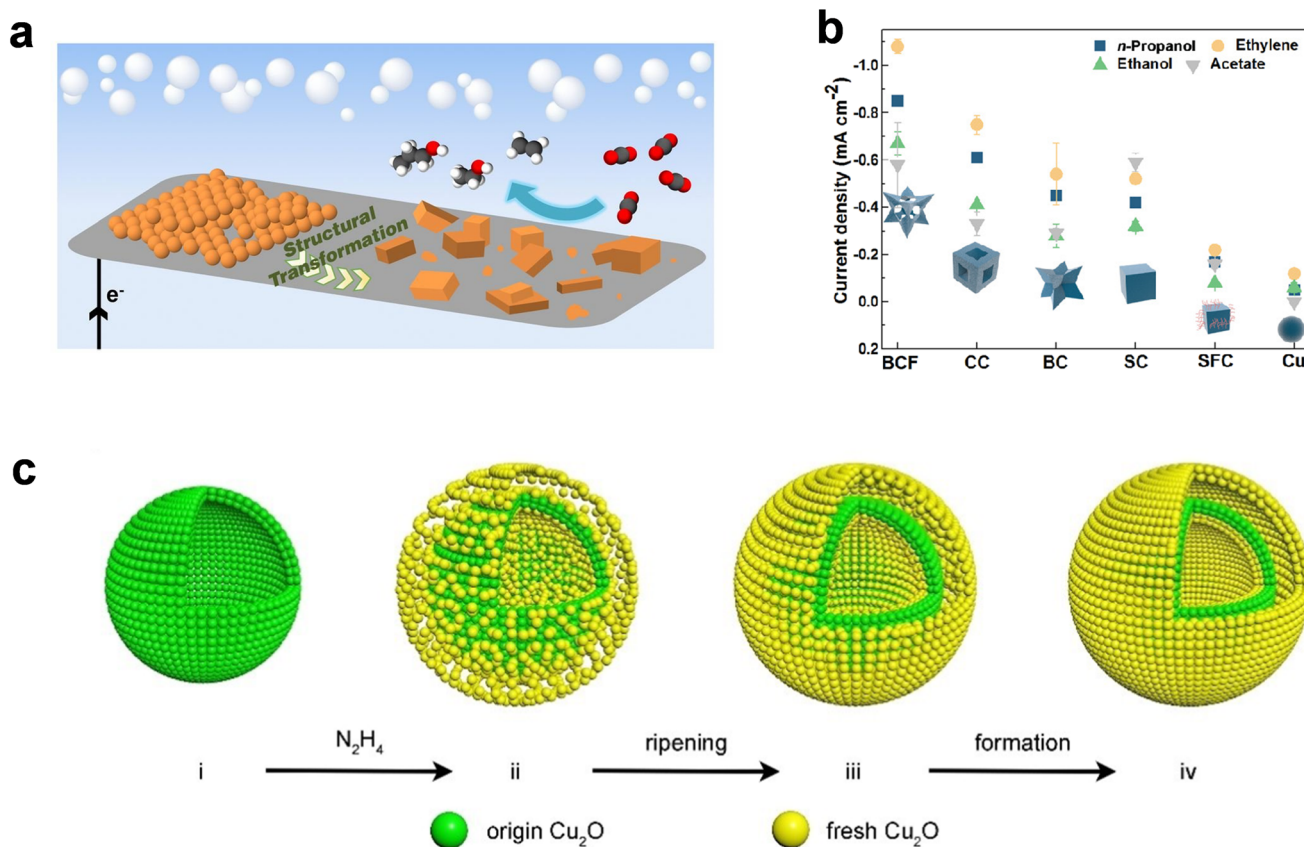 a
Structural
Transformation
e⁻
b
n-Propanol
Ethylene
Ethanol
Acetate
Current density (mA cm⁻²)
-1.0
-0.8
-0.6
-0.4
-0.2
0.0
0.2
BCF CC BC SC SFC Cu
c
N₂H₄ ripening formation
i ii iii iv
origin Cu₂O fresh Cu₂O